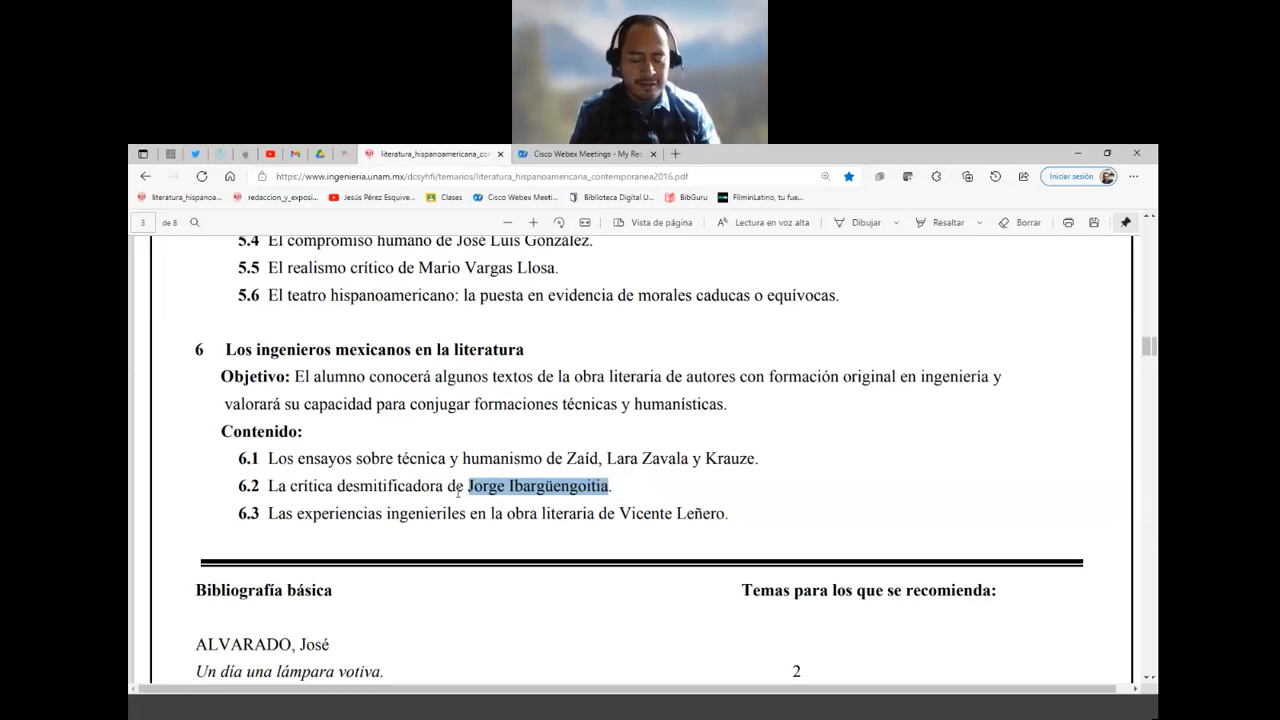 literatura_hispanoamericana_co
Cisco Webex Meetings - My Rec
https://www.ingenieria.unam.mx/dcsyhfi/temarios/literatura_hispanoamericana_contemporanea2016.pdf
Iniciar sesión
literatura_hispanoa... redaccion_y_exposi... Jesús Pérez Esquive... Clases Cisco Webex Meeti... Biblioteca Digital U... BibGuru FilminLatino, tu fue...
3 de 8 Vista de página Lectura en voz alta Dibujar Resaltar Borrar
5.4 El compromiso humano de José Luis González.
5.5 El realismo crítico de Mario Vargas Llosa.
5.6 El teatro hispanoamericano: la puesta en evidencia de morales caducas o equívocas.
6 Los ingenieros mexicanos en la literatura
Objetivo: El alumno conocerá algunos textos de la obra literaria de autores con formación original en ingeniería y
valorará su capacidad para conjugar formaciones técnicas y humanísticas.
Contenido:
6.1 Los ensayos sobre técnica y humanismo de Zaíd, Lara Zavala y Krauze.
6.2 La crítica desmitificadora de Jorge Ibargüengoitia.
6.3 Las experiencias ingenieriles en la obra literaria de Vicente Leñero.
Bibliografía básica Temas para los que se recomienda:
ALVARADO, José
Un día una lámpara votiva. 2